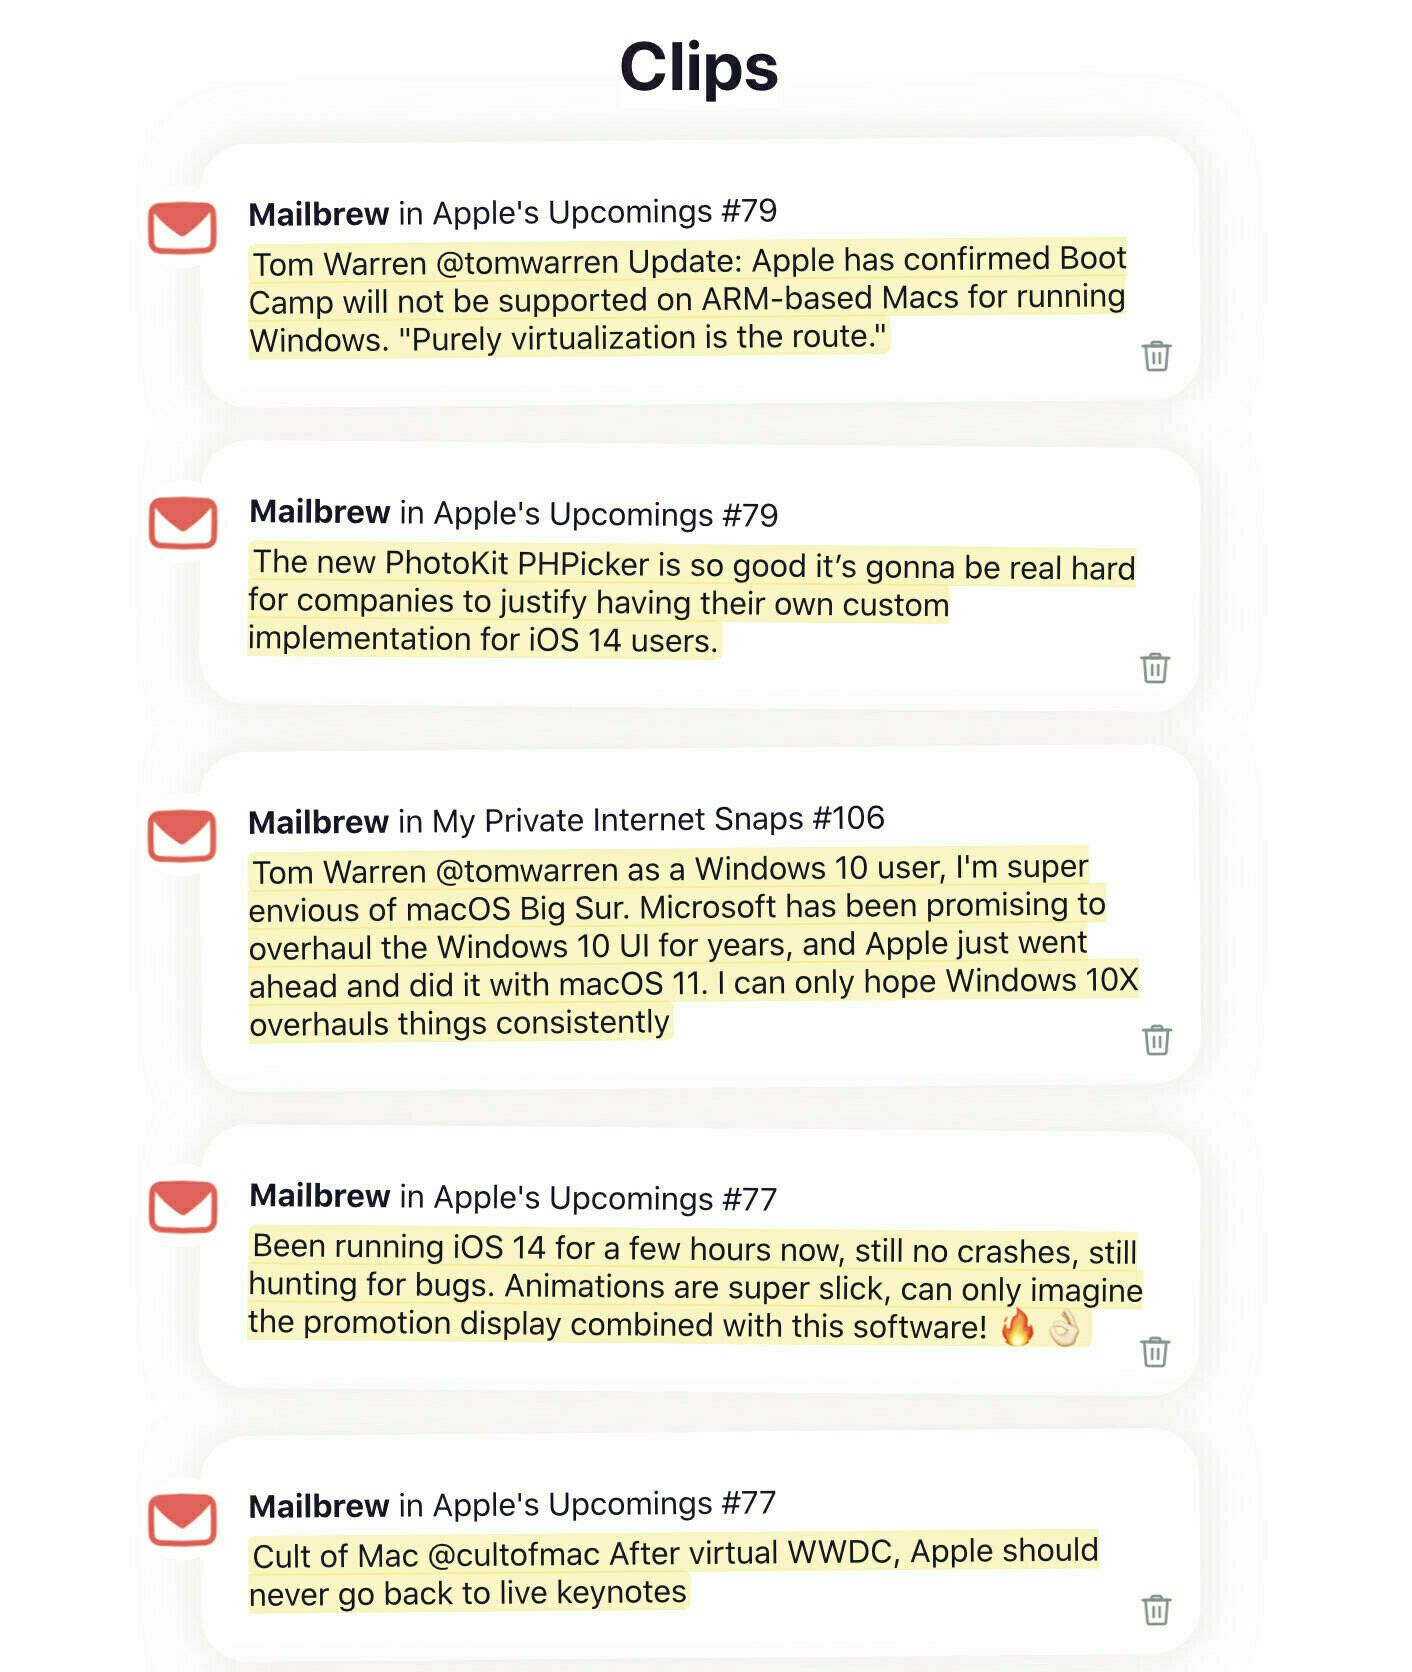 Clips
Mailbrew in Apple's Upcomings #79
Tom Warren @tomwarren Update: Apple has confirmed Boot
Camp will not be supported on ARM-based Macs for running
Windows. "Purely virtualization is the route."
Mailbrew in Apple's Upcomings #79
The new PhotoKit PHPicker is so good it’s gonna be real hard
for companies to justify having their own custom
implementation for iOS 14 users.
Mailbrew in My Private Internet Snaps #106
Tom Warren @tomwarren as a Windows 10 user, I'm super
envious of macOS Big Sur. Microsoft has been promising to
overhaul the Windows 10 UI for years, and Apple just went
ahead and did it with macOS 11. I can only hope Windows 10X
overhauls things consistently
Mailbrew in Apple's Upcomings #77
Been running iOS 14 for a few hours now, still no crashes, still
hunting for bugs. Animations are super slick, can only imagine
the promotion display combined with this software! 🔥 👌🏻
Mailbrew in Apple's Upcomings #77
Cult of Mac @cultofmac After virtual WWDC, Apple should
never go back to live keynotes